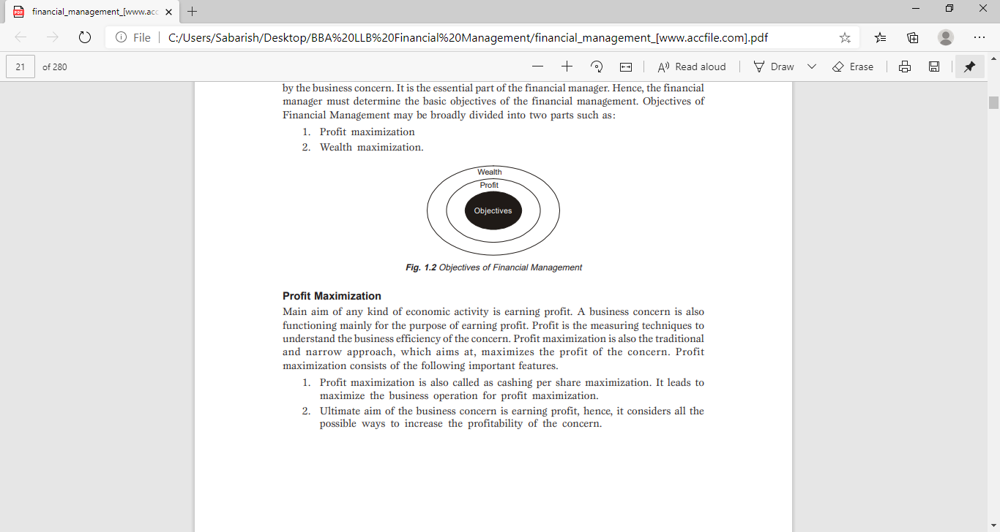 financial_management_[www.acc
File
C:/Users/Sabarish/Desktop/BBA%20LLB%20Financial%20Management/financial_management_[www.accfile.com].pdf
21
of 280
Read aloud
Draw
Erase
by the business concern. It is the essential part of the financial manager. Hence, the financial
manager must determine the basic objectives of the financial management. Objectives of
Financial Management may be broadly divided into two parts such as:
1. Profit maximization
2. Wealth maximization.
Wealth
Profit
Objectives
Fig. 1.2 Objectives of Financial Management
Profit Maximization
Main aim of any kind of economic activity is earning profit. A business concern is also
functioning mainly for the purpose of earning profit. Profit is the measuring techniques to
understand the business efficiency of the concern. Profit maximization is also the traditional
and narrow approach, which aims at, maximizes the profit of the concern. Profit
maximization consists of the following important features.
1. Profit maximization is also called as cashing per share maximization. It leads to
maximize the business operation for profit maximization.
2. Ultimate aim of the business concern is earning profit, hence, it considers all the
possible ways to increase the profitability of the concern.